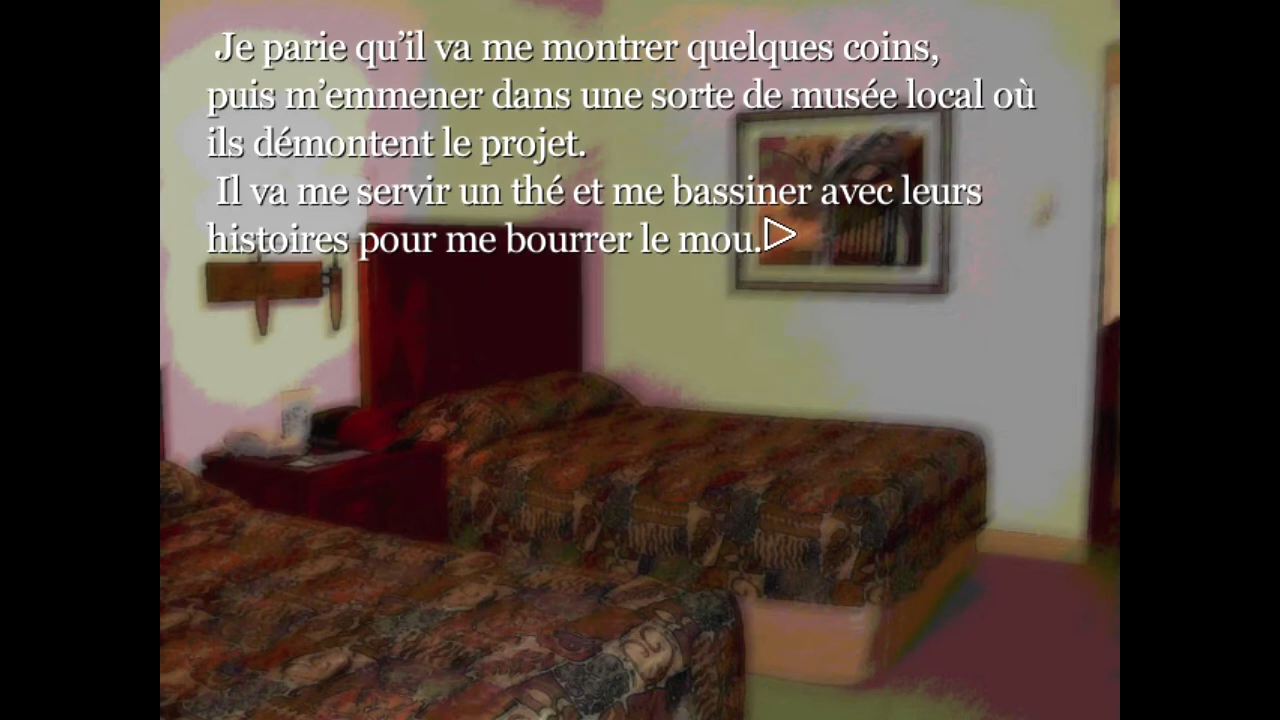 Je parie qu’il va me montrer quelques coins,
puis m’emmener dans une sorte de musée local où
ils démontent le projet.
Il va me servir un thé et me bassiner avec leurs
histoires pour me bourrer le mou.